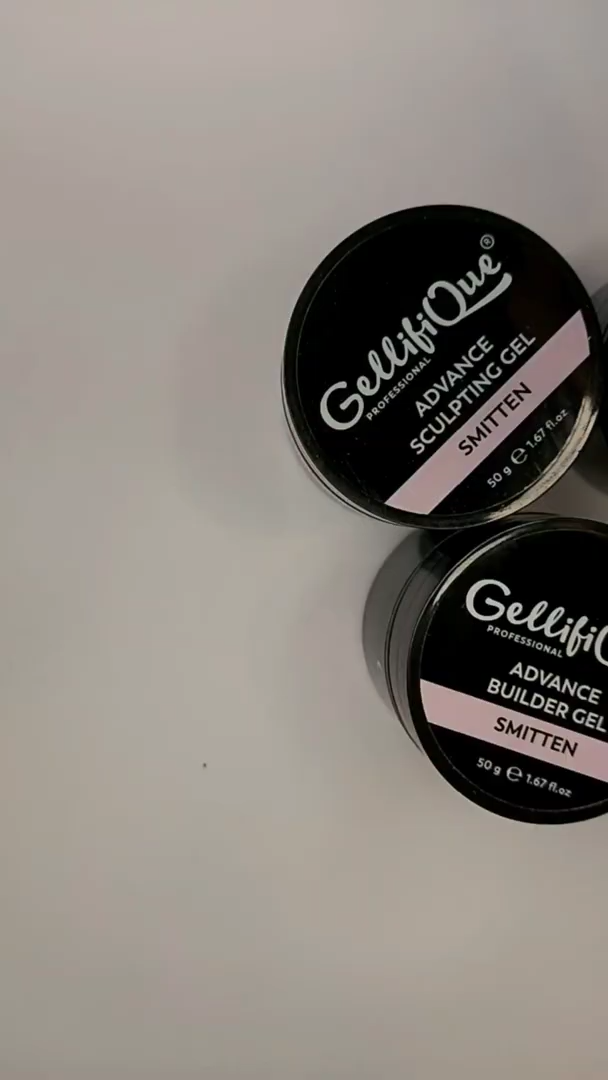 GellifiQue®
PROFESSIONAL
ADVANCE
SCULPTING GEL
SMITTEN
50 g ℮ 1.67 fl.oz
Gellifi
PROFESSIONAL
ADVANCE
BUILDER GEL
SMITTEN
50 g ℮ 1.67 fl.oz